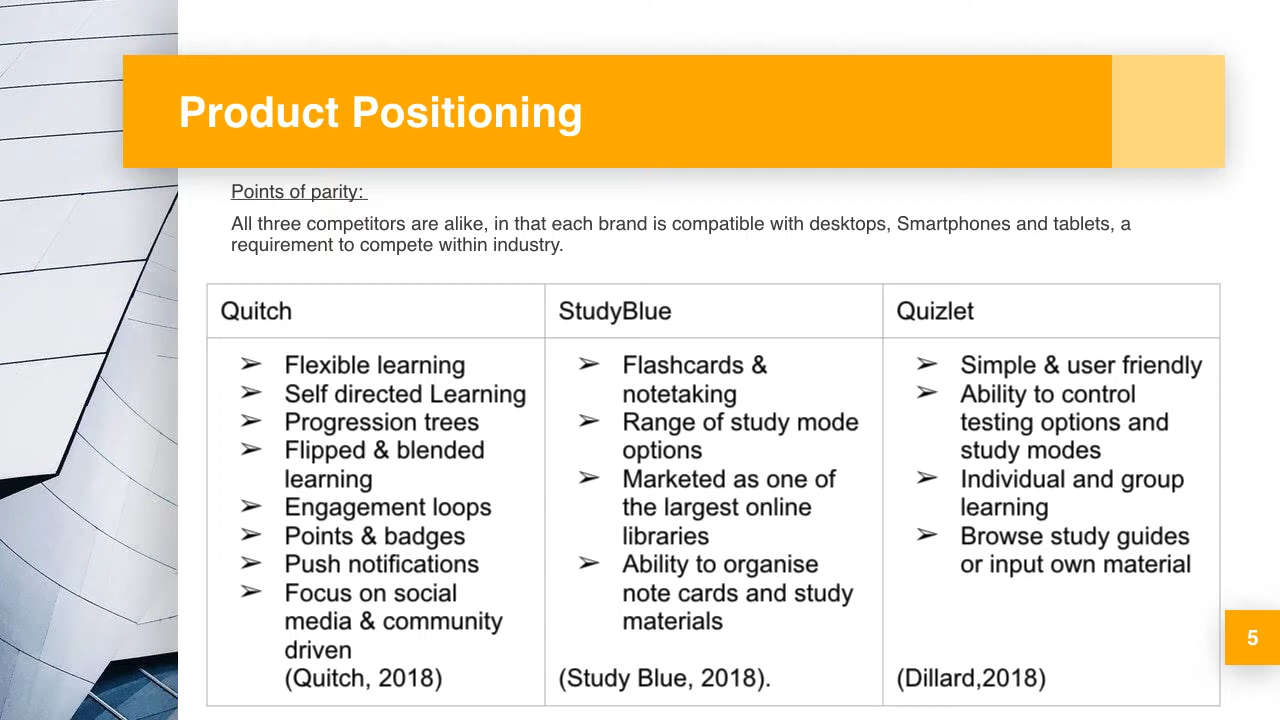 Product Positioning
Points of parity:
All three competitors are alike, in that each brand is compatible with desktops, Smartphones and tablets, a
requirement to compete within industry.
Quitch
➢ Flexible learning
➢ Self directed Learning
➢ Progression trees
➢ Flipped & blended
learning
➢ Engagement loops
➢ Points & badges
➢ Push notifications
➢ Focus on social
media & community
driven
(Quitch, 2018)
StudyBlue
➢ Flashcards &
notetaking
➢ Range of study mode
options
➢ Marketed as one of
the largest online
libraries
➢ Ability to organise
note cards and study
materials
(Study Blue, 2018).
Quizlet
➢ Simple & user friendly
➢ Ability to control
testing options and
study modes
➢ Individual and group
learning
➢ Browse study guides
or input own material
(Dillard,2018)
5